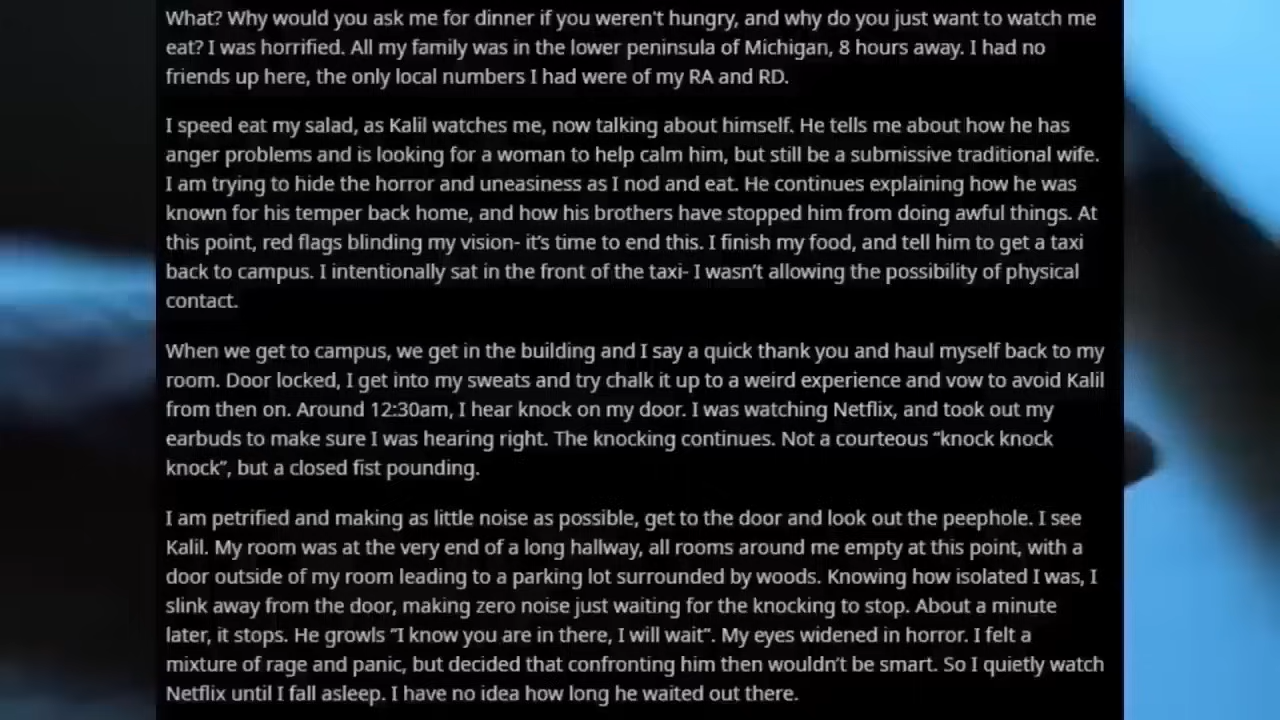 What? Why would you ask me for dinner if you weren't hungry, and why do you just want to watch me
eat? I was horrified. All my family was in the lower peninsula of Michigan, 8 hours away. I had no
friends up here, the only local numbers I had were of my RA and RD.
I speed eat my salad, as Kalil watches me, now talking about himself. He tells me about how he has
anger problems and is looking for a woman to help calm him, but still be a submissive traditional wife.
I am trying to hide the horror and uneasiness as I nod and eat. He continues explaining how he was
known for his temper back home, and how his brothers have stopped him from doing awful things. At
this point, red flags blinding my vision- it's time to end this. I finish my food, and tell him to get a taxi
back to campus. I intentionally sat in the front of the taxi- I wasn't allowing the possibility of physical
contact.
When we get to campus, we get in the building and I say a quick thank you and haul myself back to my
room. Door locked, I get into my sweats and try chalk it up to a weird experience and vow to avoid Kalil
from then on. Around 12:30am, I hear knock on my door. I was watching Netflix, and took out my
earbuds to make sure I was hearing right. The knocking continues. Not a courteous “knock knock
knock”, but a closed fist pounding.
I am petrified and making as little noise as possible, get to the door and look out the peephole. I see
Kalil. My room was at the very end of a long hallway, all rooms around me empty at this point, with a
door outside of my room leading to a parking lot surrounded by woods. Knowing how isolated I was, I
slink away from the door, making zero noise just waiting for the knocking to stop. About a minute
later, it stops. He growls “I know you are in there, I will wait”. My eyes widened in horror. I felt a
mixture of rage and panic, but decided that confronting him then wouldn't be smart. So I quietly watch
Netflix until I fall asleep. I have no idea how long he waited out there.